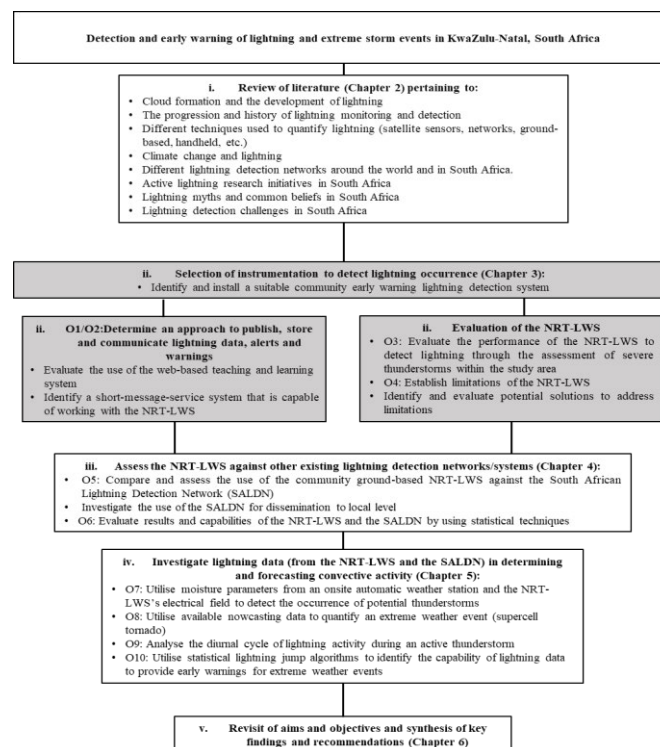 Detection and early warning of lightning and extreme storm events in KwaZulu-Natal, South Africa
i. Review of literature (Chapter 2) pertaining to:
• Cloud formation and the development of lightning
• The progression and history of lightning monitoring and detection
• Different techniques used to quantify lightning (satellite sensors, networks, ground-
based, handheld, etc.)
• Climate change and lightning
• Different lightning detection networks around the world and in South Africa.
• Active lightning research initiatives in South Africa
• Lightning myths and common beliefs in South Africa
• Lightning detection challenges in South Africa
ii. Selection of instrumentation to detect lightning occurrence (Chapter 3):
• Identify and install a suitable community early warning lightning detection system
ii. O1/O2:Determine an approach to publish, store
and communicate lightning data, alerts and
warnings
• Evaluate the use of the web-based teaching and learning
system
• Identify a short-message-service system that is capable
of working with the NRT-LWS
ii. Evaluation of the NRT-LWS
• O3: Evaluate the performance of the NRT-LWS to
detect lightning through the assessment of severe
thunderstorms within the study area
• O4: Establish limitations of the NRT-LWS
• Identify and evaluate potential solutions to address
limitations
iii. Assess the NRT-LWS against other existing lightning detection networks/systems (Chapter 4):
• O5: Compare and assess the use of the community ground-based NRT-LWS against the South African
Lightning Detection Network (SALDN)
• Investigate the use of the SALDN for dissemination to local level
• O6: Evaluate results and capabilities of the NRT-LWS and the SALDN by using statistical techniques
iv. Investigate lightning data (from the NRT-LWS and the SALDN) in determining
and forecasting convective activity (Chapter 5):
• O7: Utilise moisture parameters from an onsite automatic weather station and the NRT-
LWS's electrical field to detect the occurrence of potential thunderstorms
• O8: Utilise available nowcasting data to quantify an extreme weather event (supercell
tornado)
• O9: Analyse the diurnal cycle of lightning activity during an active thunderstorm
• O10: Utilise statistical lightning jump algorithms to identify the capability of lightning data
to provide early warnings for extreme weather events
v. Revisit of aims and objectives and synthesis of key
findings and recommendations (Chapter 6)